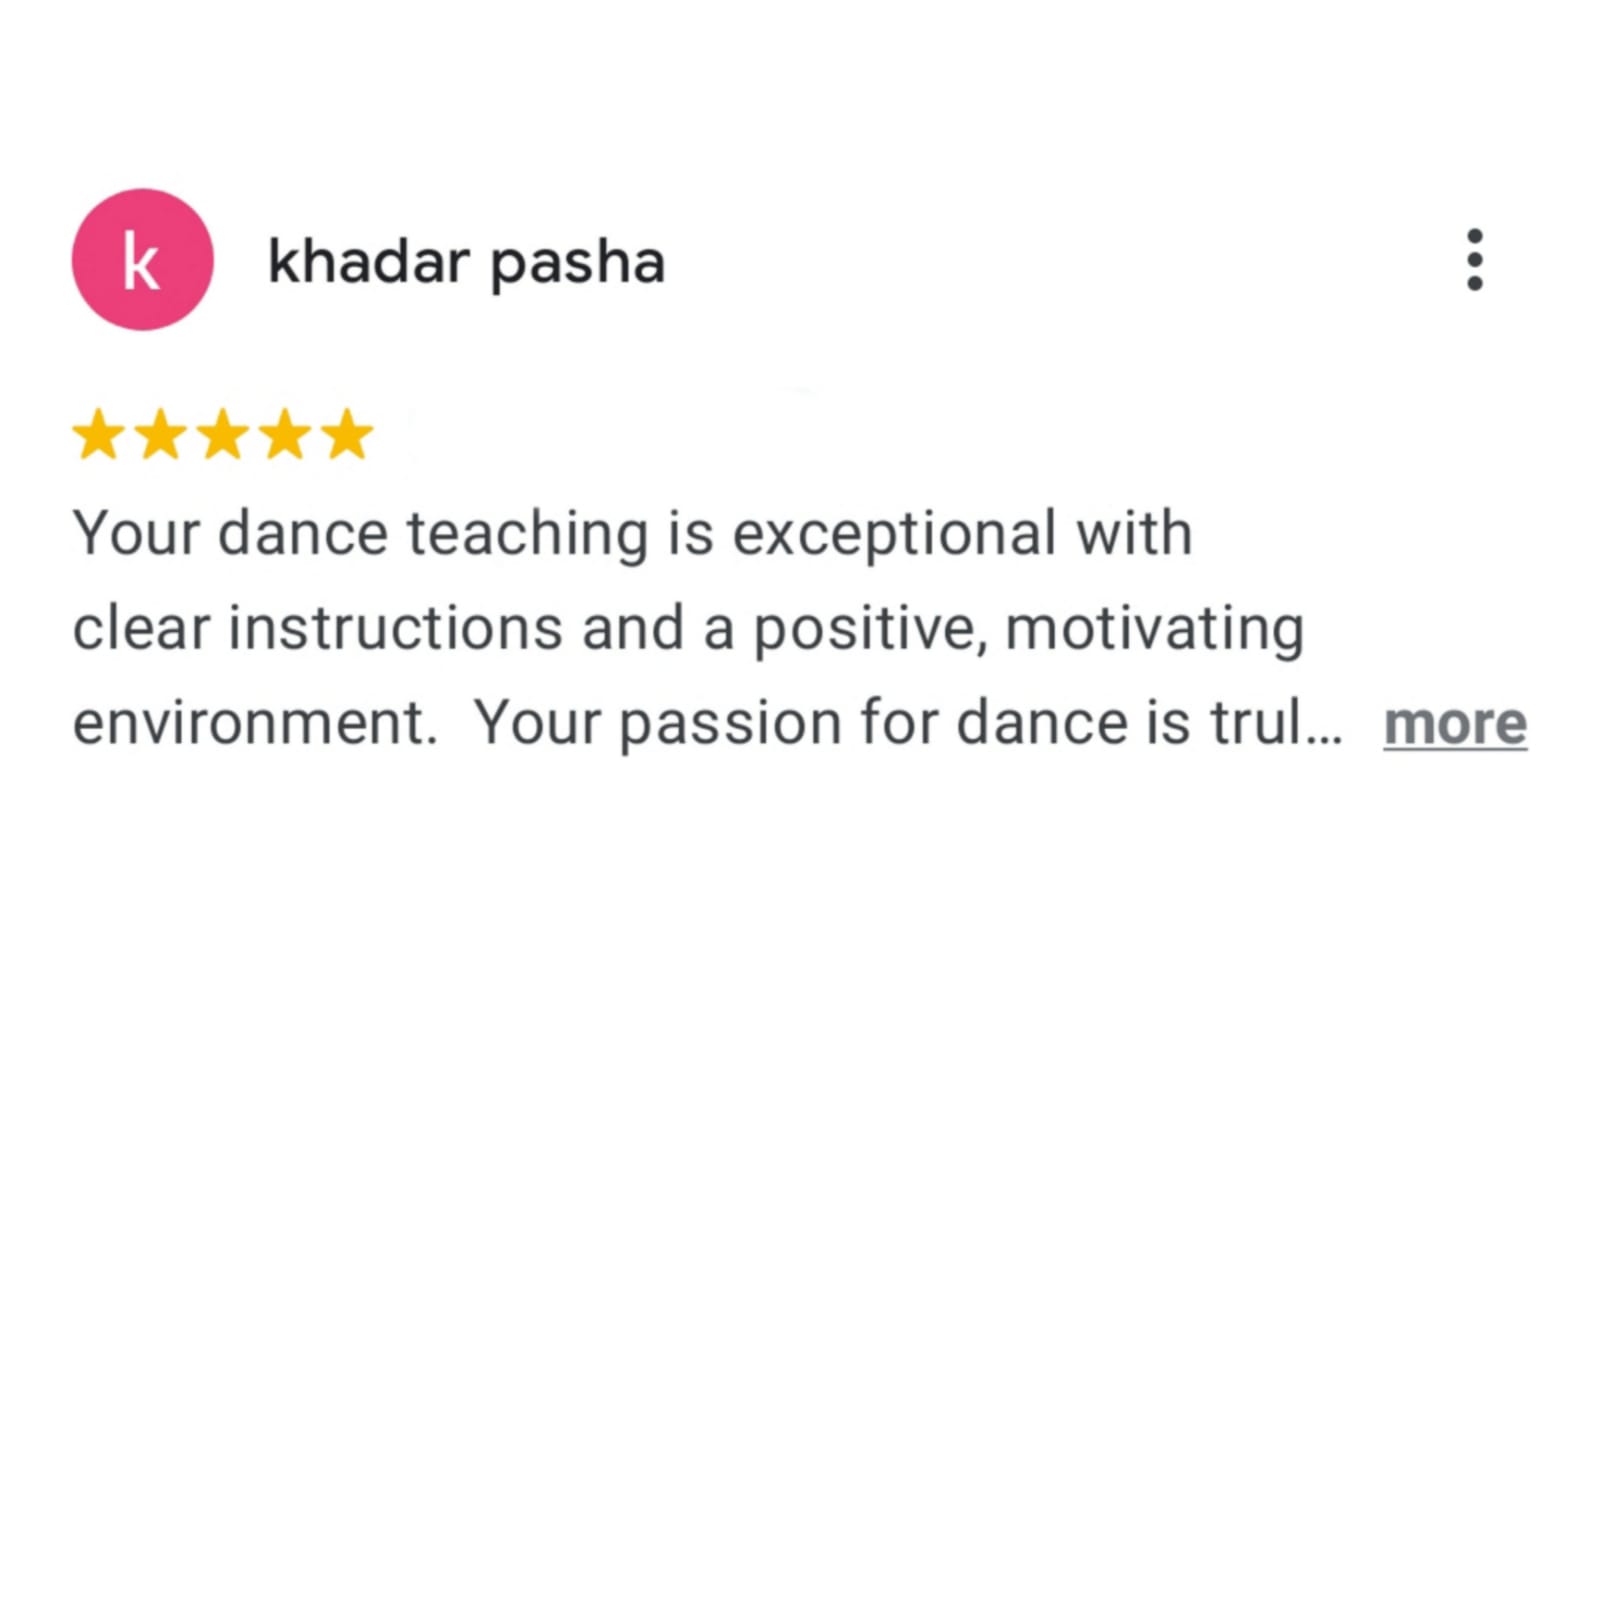 k
khadar pasha
Your dance teaching is exceptional with
clear instructions and a positive, motivating
environment.  Your passion for dance is trul... more